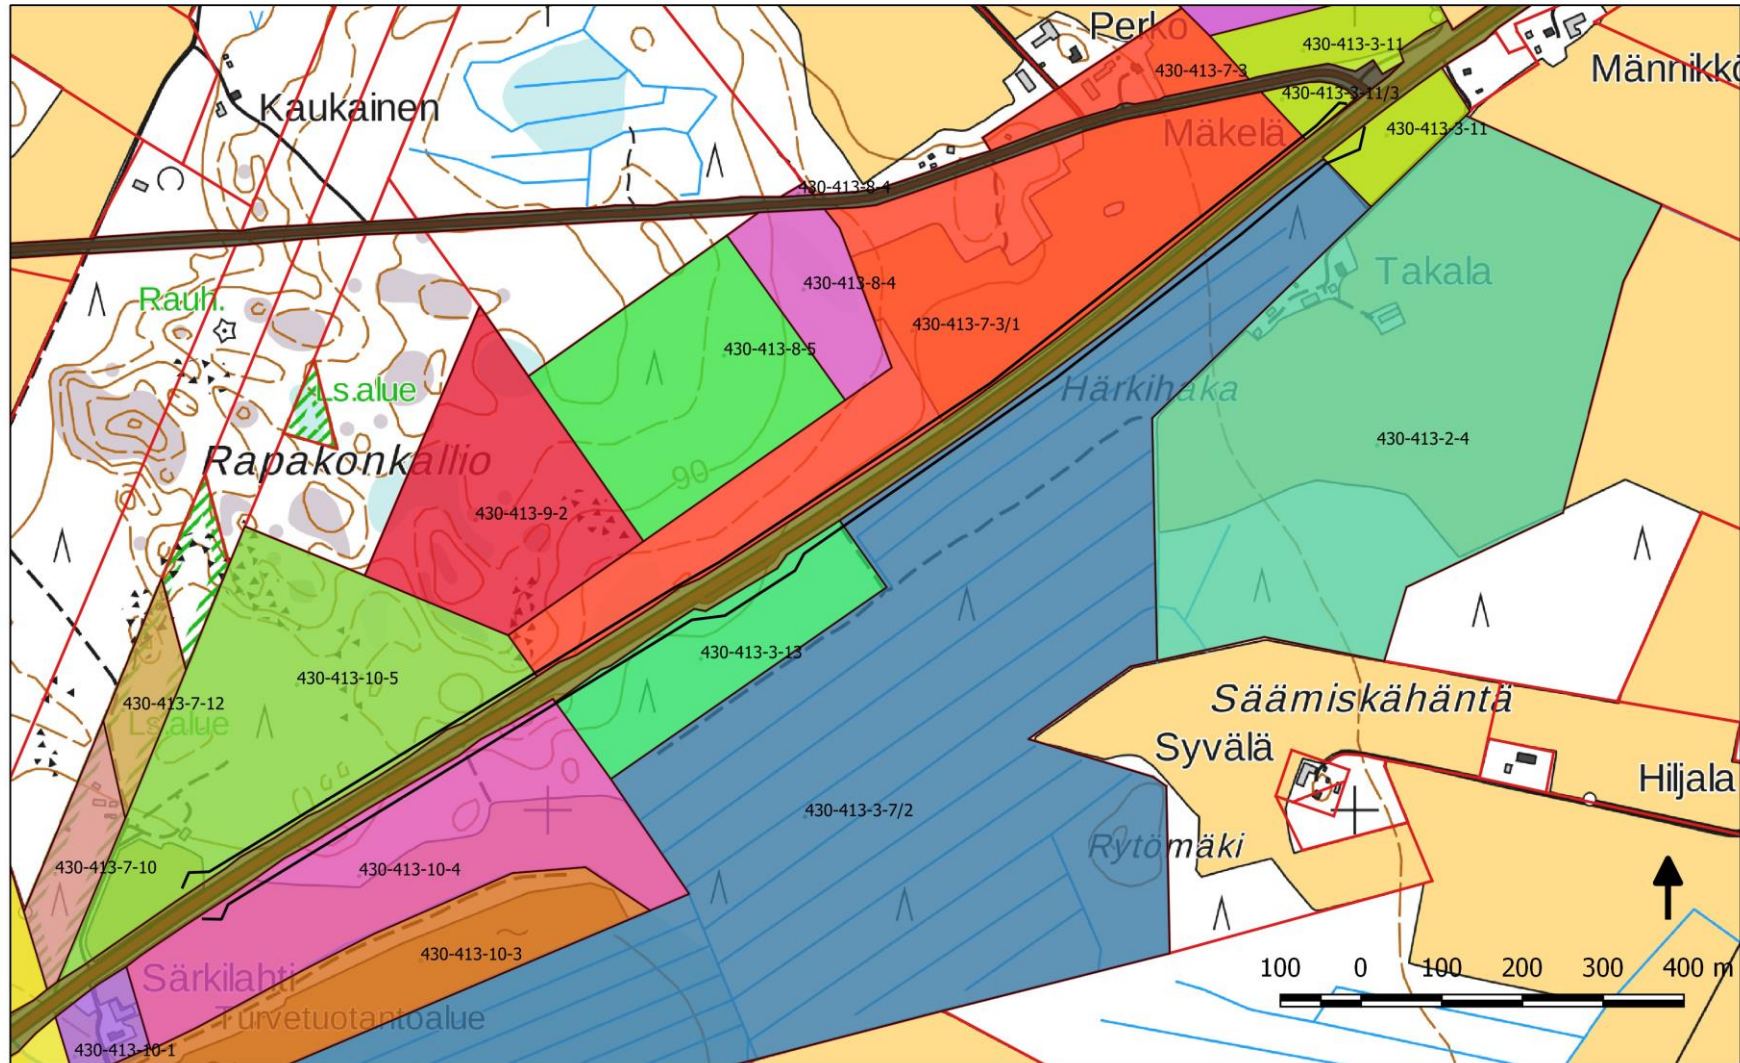 Perko
430-413-3-11
430-413-7-3
Männikkö
430-413-3-11/3
Kaukainen
Mäkelä
430-413-3-11
430-413-8-4
Takala
430-413-8-4
Rauh.
430-413-7-3/1
430-413-8-5
Ls.alue
Härkihaka
430-413-2-4
Rapakonkallio
90
430-413-9-2
430-413-3-13
430-413-10-5
Säämiskähäntä
430-413-7-12
Ls.alue
Syvälä
Hiljala
430-413-3-7/2
Rytömäki
430-413-7-10
430-413-10-4
430-413-10-3
Särkilahti
100 0 100 200 300 400 m
Turvetuotantoalue
430-413-10-1